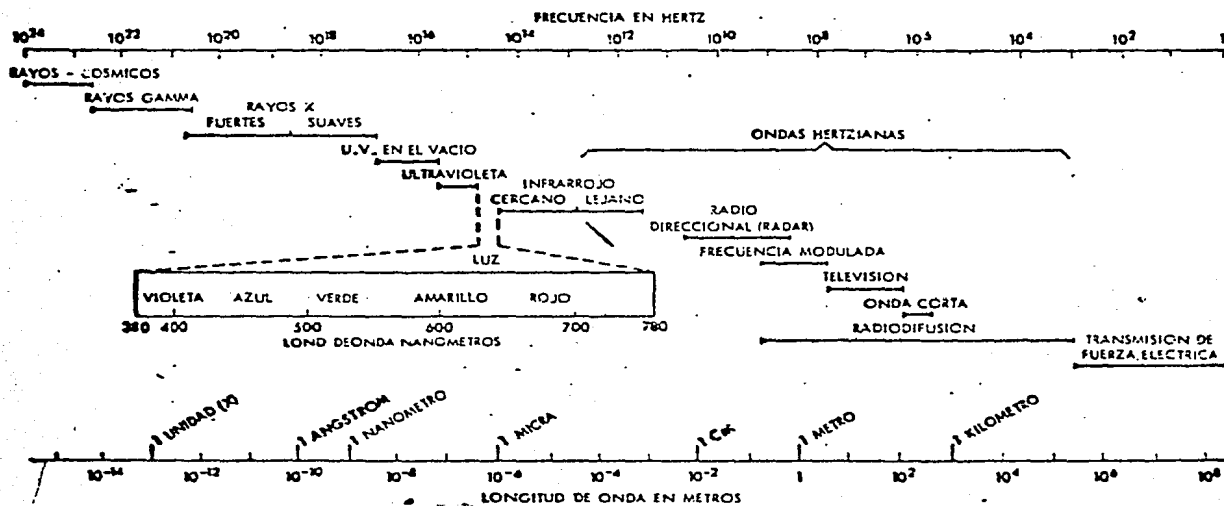 FRECUENCIA EN HERTZ
10²⁴ 10²² 10²⁰ 10¹⁸ 10¹⁶ 10¹⁴ 10¹² 10¹⁰ 10⁸ 10⁴ 10² 1
RAYOS - COSMICOS
RAYOS GAMMA
RAYOS X
FUERTES SUAVES
ONDAS HERTZIANAS
U.V. EN EL VACIO
ULTRAVIOLETA
INFRARROJO
CERCANO LEJANO
RADIO
DIRECCIONAL (RADAR)
FRECUENCIA MODULADA
LUZ
TELEVISION
VIOLETA AZUL VERDE AMARILLO ROJO
ONDA CORTA
380 400 500 600 700 780
RADIODIFUSION
LOND DEONDA NANOMETROS
TRANSMISION DE
FUERZA ELECTRICA
1 UNIDAD (X) 1 ANGSTROM 1 NANOMETRO 1 MICRA 1 CM 1 METRO 1 KILOMETRO
10⁻¹⁴ 10⁻¹² 10⁻¹⁰ 10⁻⁸ 10⁻⁶ 10⁻⁴ 10⁻² 1 10² 10⁴ 10⁶ 10⁸
LONGITUD DE ONDA EN METROS